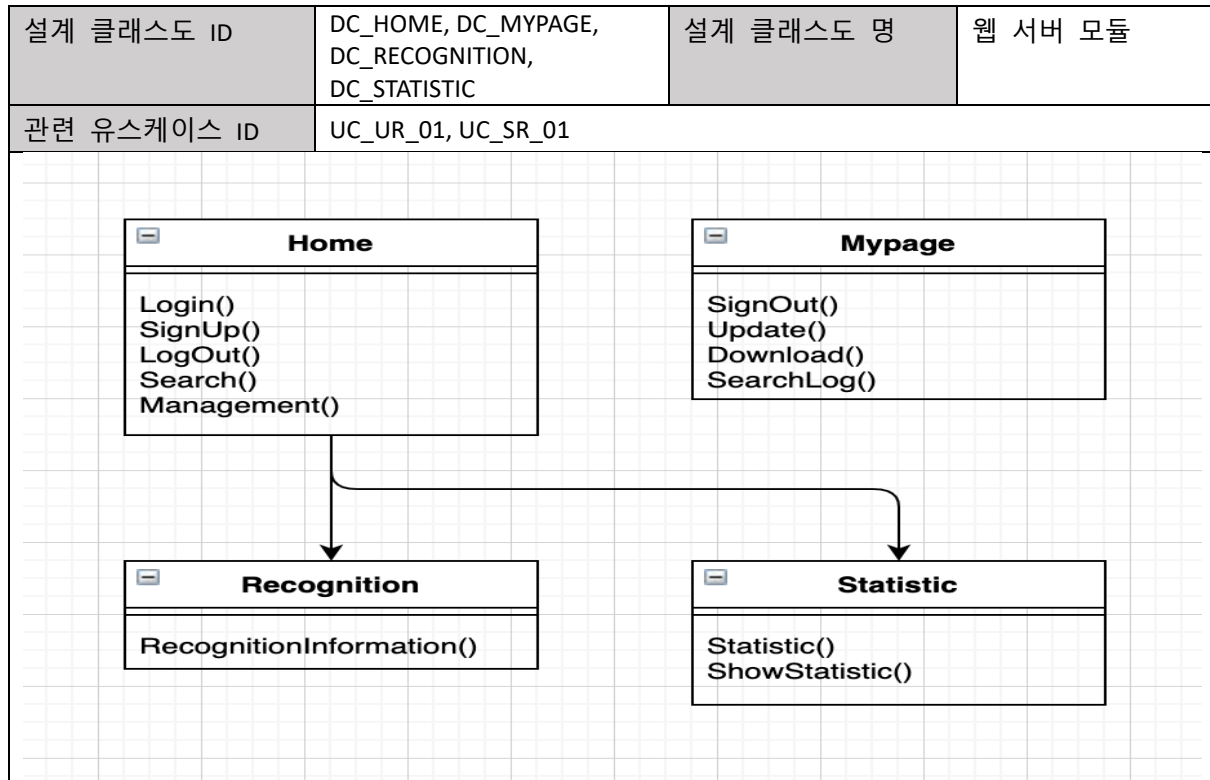 설계 클래스도 ID
DC_HOME, DC_MYPAGE,
DC_RECOGNITION,
DC_STATISTIC
설계 클래스도 명
웹 서버 모듈
관련 유스케이스 ID
UC_UR_01, UC_SR_01
Home
Login()
SignUp()
LogOut()
Search()
Management()
Mypage
SignOut()
Update()
Download()
SearchLog()
Recognition
RecognitionInformation()
Statistic
Statistic()
ShowStatistic()